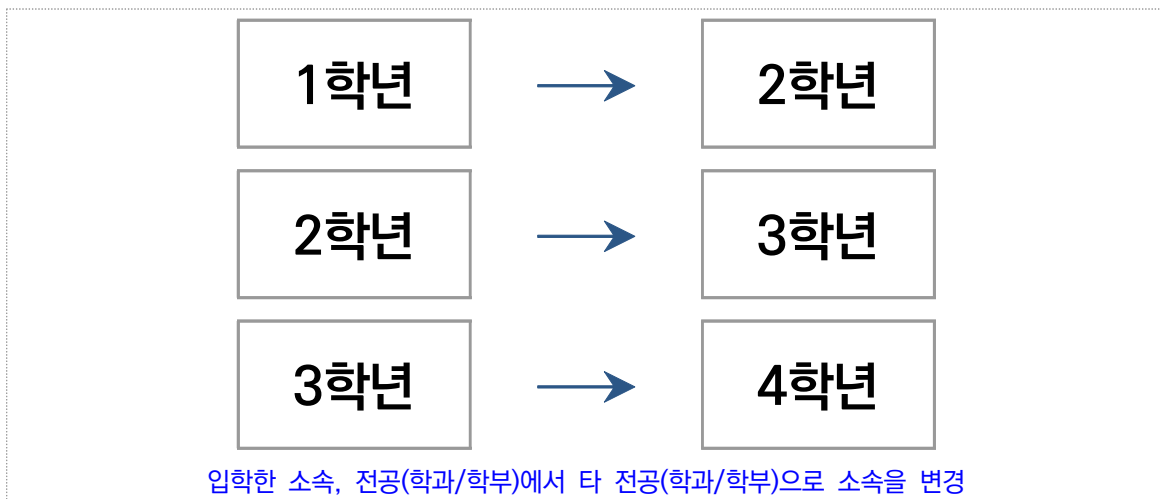 1학년 2학년
2학년 3학년
3학년 4학년
입학한 소속, 전공(학과/학부)에서 타 전공(학과/학부)으로 소속을 변경